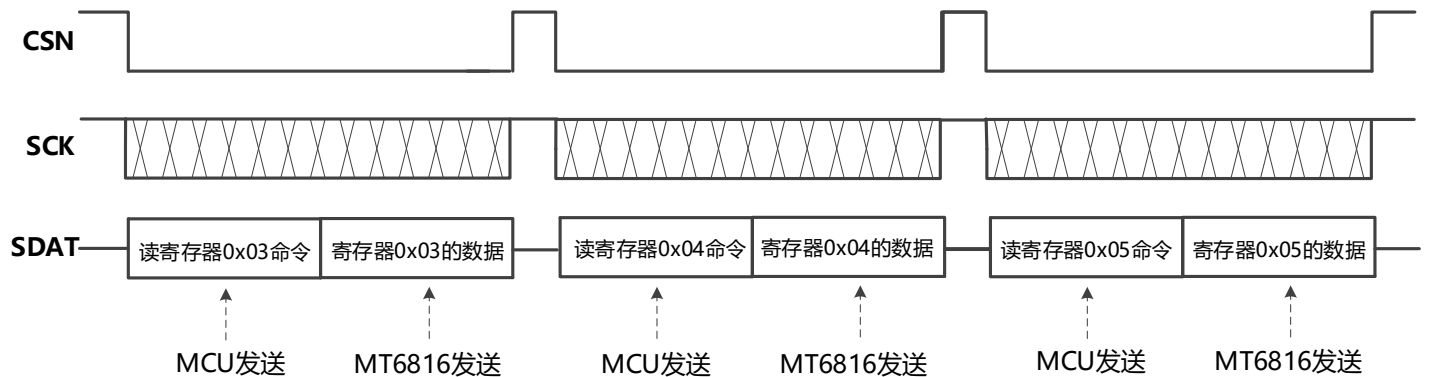 CSN
SCK
SDAT
读寄存器0x03命令 寄存器0x03的数据 读寄存器0x04命令 寄存器0x04的数据 读寄存器0x05命令 寄存器0x05的数据
MCU发送 MT6816发送 MCU发送 MT6816发送 MCU发送 MT6816发送